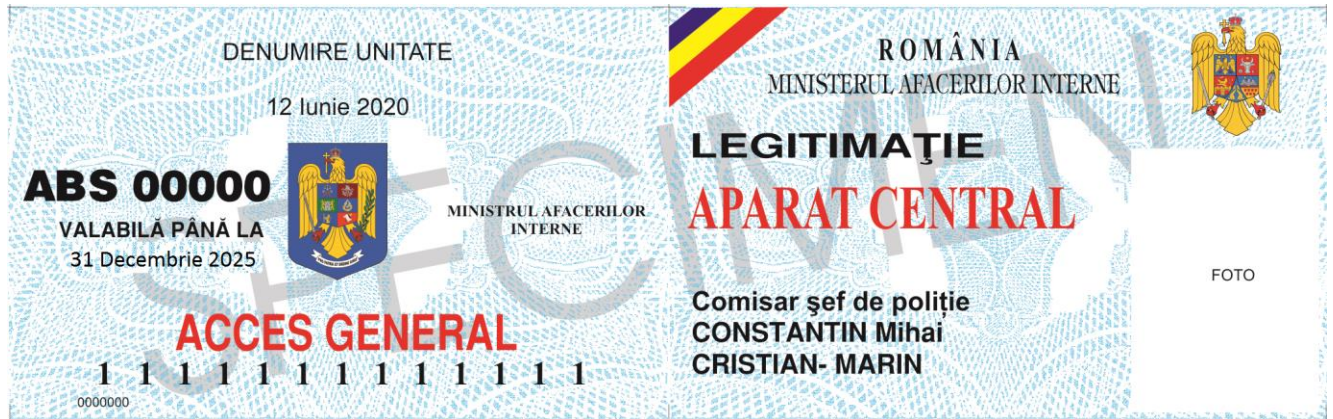 DENUMIRE UNITATE
12 Iunie 2020
ABS 00000
VALABILĂ PÂNĂ LA
31 Decembrie 2025
MINISTRUL AFACERILOR
INTERNE
ACCES GENERAL
1 1 1 1 1 1 1 1 1 1 1 1 1
0000000
ROMÂNIA
MINISTERUL AFACERILOR INTERNE
LEGITIMAŢIE
APARAT CENTRAL
FOTO
Comisar şef de poliţie
CONSTANTIN Mihai
CRISTIAN- MARIN
SPECIMEN